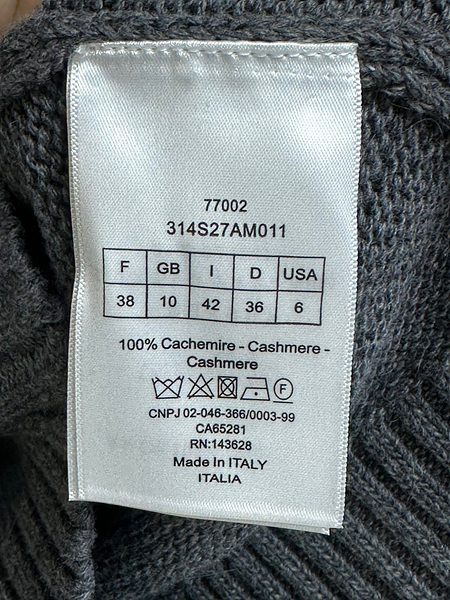 77002
314S27AM011
F GB I D USA
38 10 42 36 6
100% Cachemire - Cashmere -
Cashmere
F
CNPJ 02-046-366/0003-99
CA65281
RN:143628
Made In ITALY
ITALIA